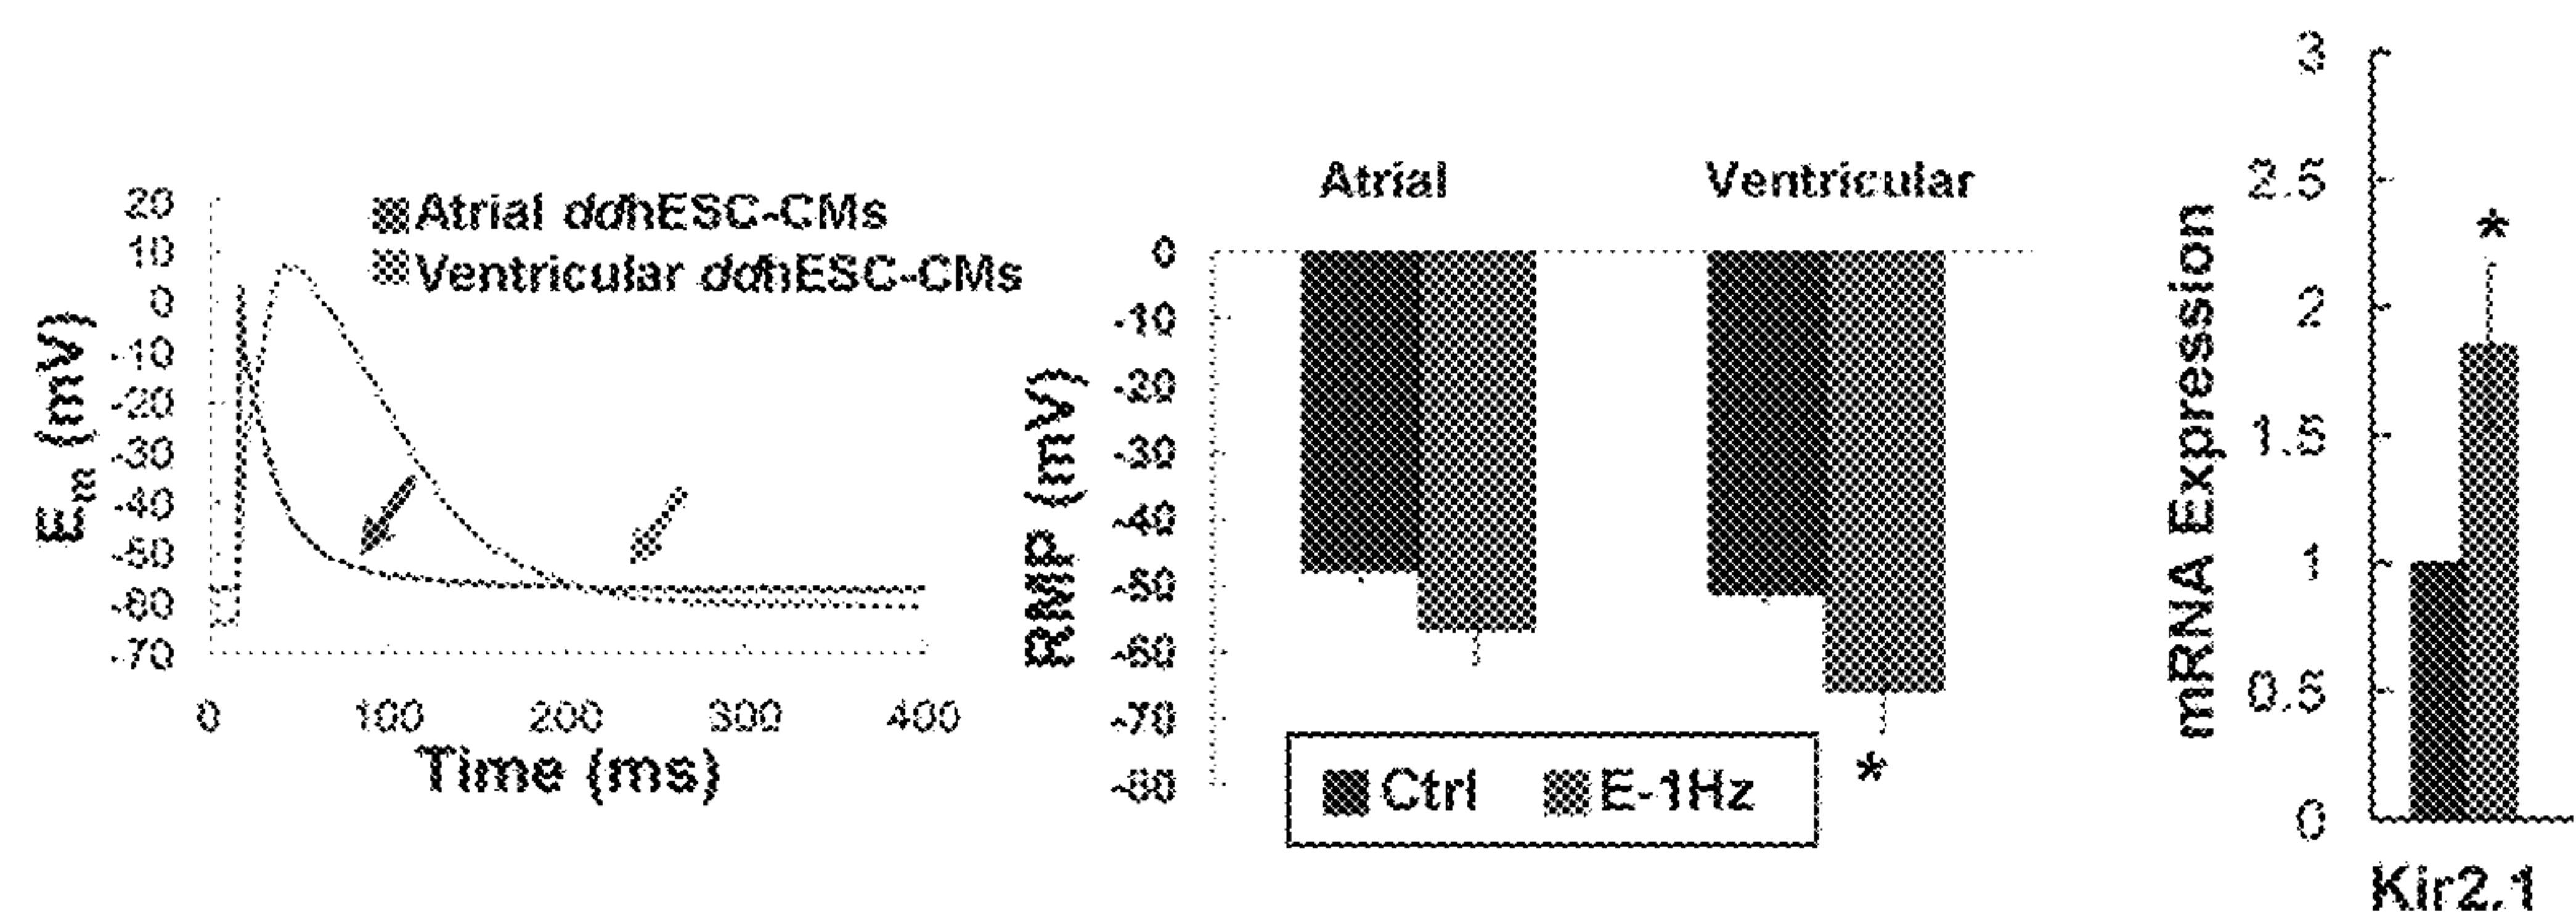 20
10
0
-10
-20
-30
-40
-50
-60
-70
Em (mV)
Atrial ddhESC-CMs
Ventricular ddhESC-CMs
0 100 200 300 400
Time (ms)
Atrial Ventricular
0
-10
-20
-30
-40
-50
-60
-70
-80
RMP (mV)
*
Ctrl E-1Hz
3
2.5
2
1.5
1
0.5
0
mRNA Expression
*
Kir2.1